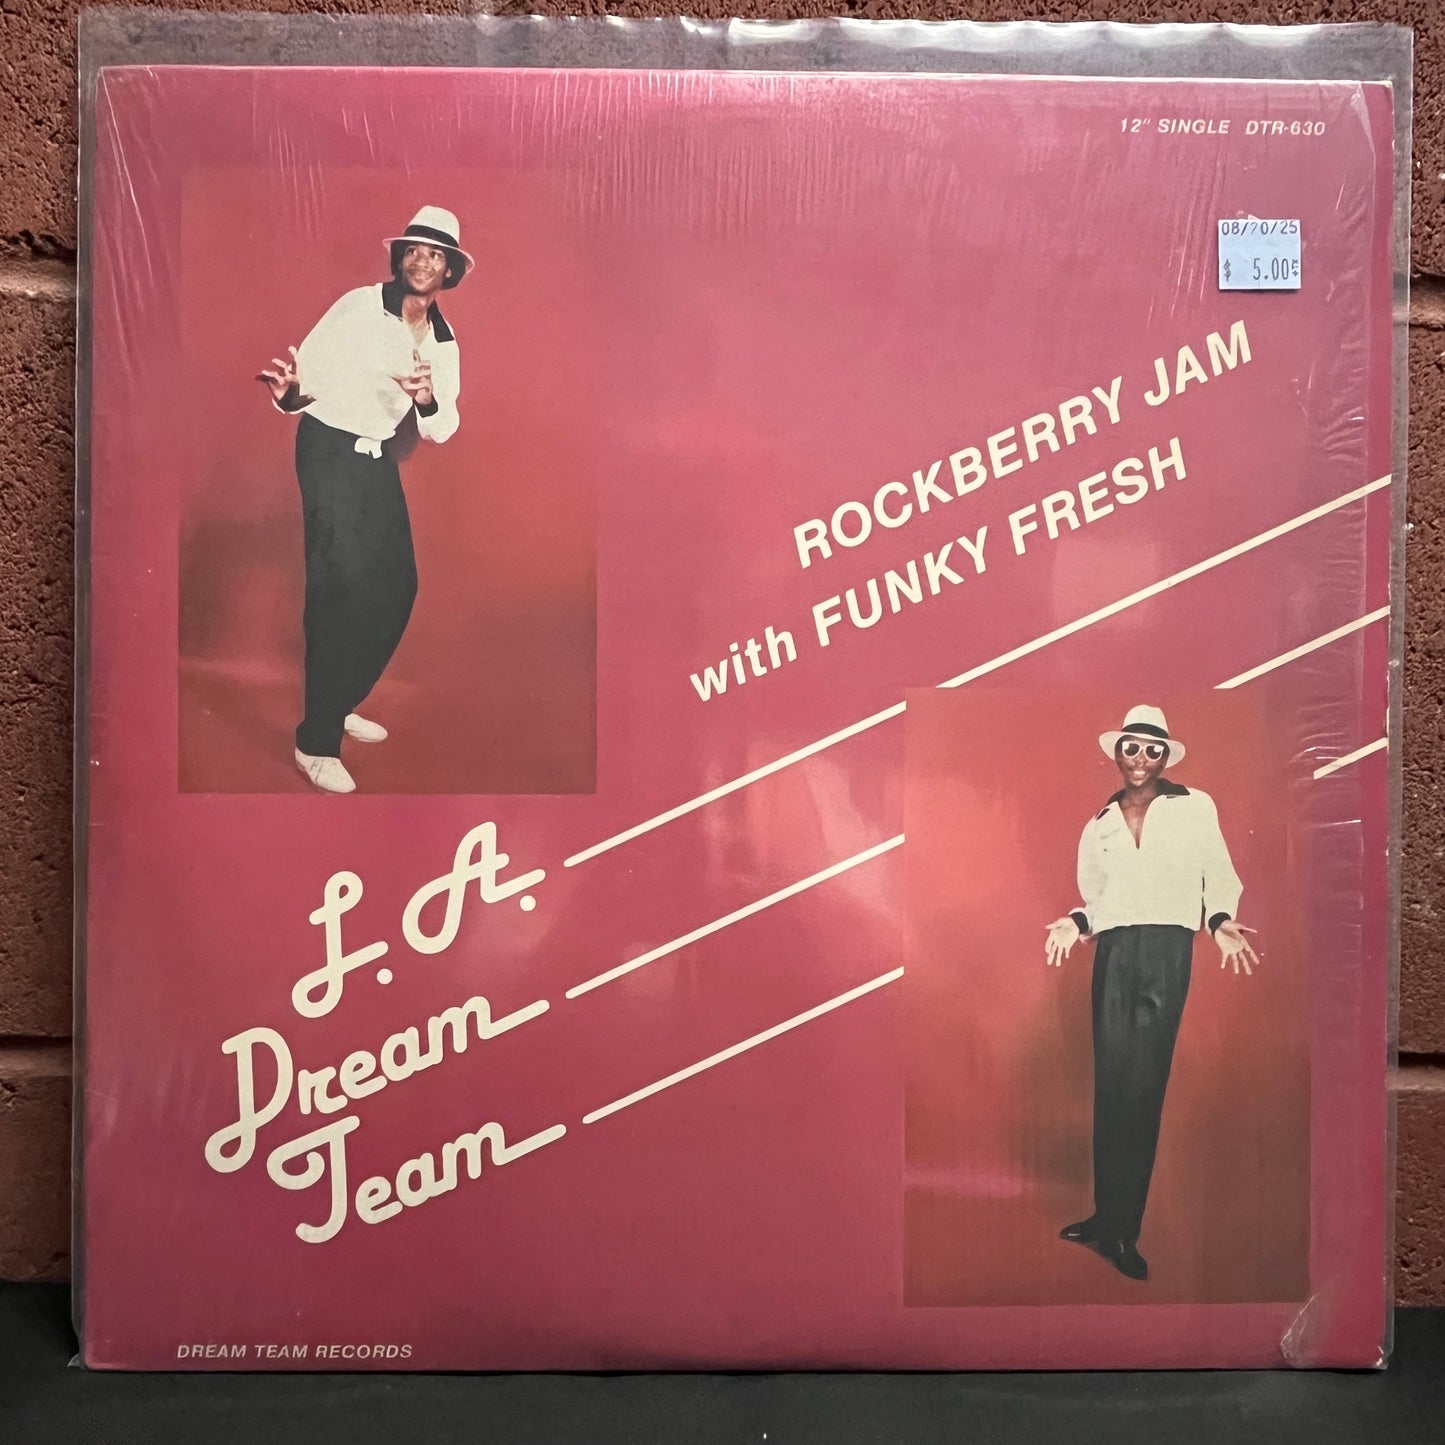 12" SINGLE DTR-630
08/20/25
$ 5.00
ROCKBERRY JAM
with FUNKY FRESH
L.A.
Dream
Team
DREAM TEAM RECORDS